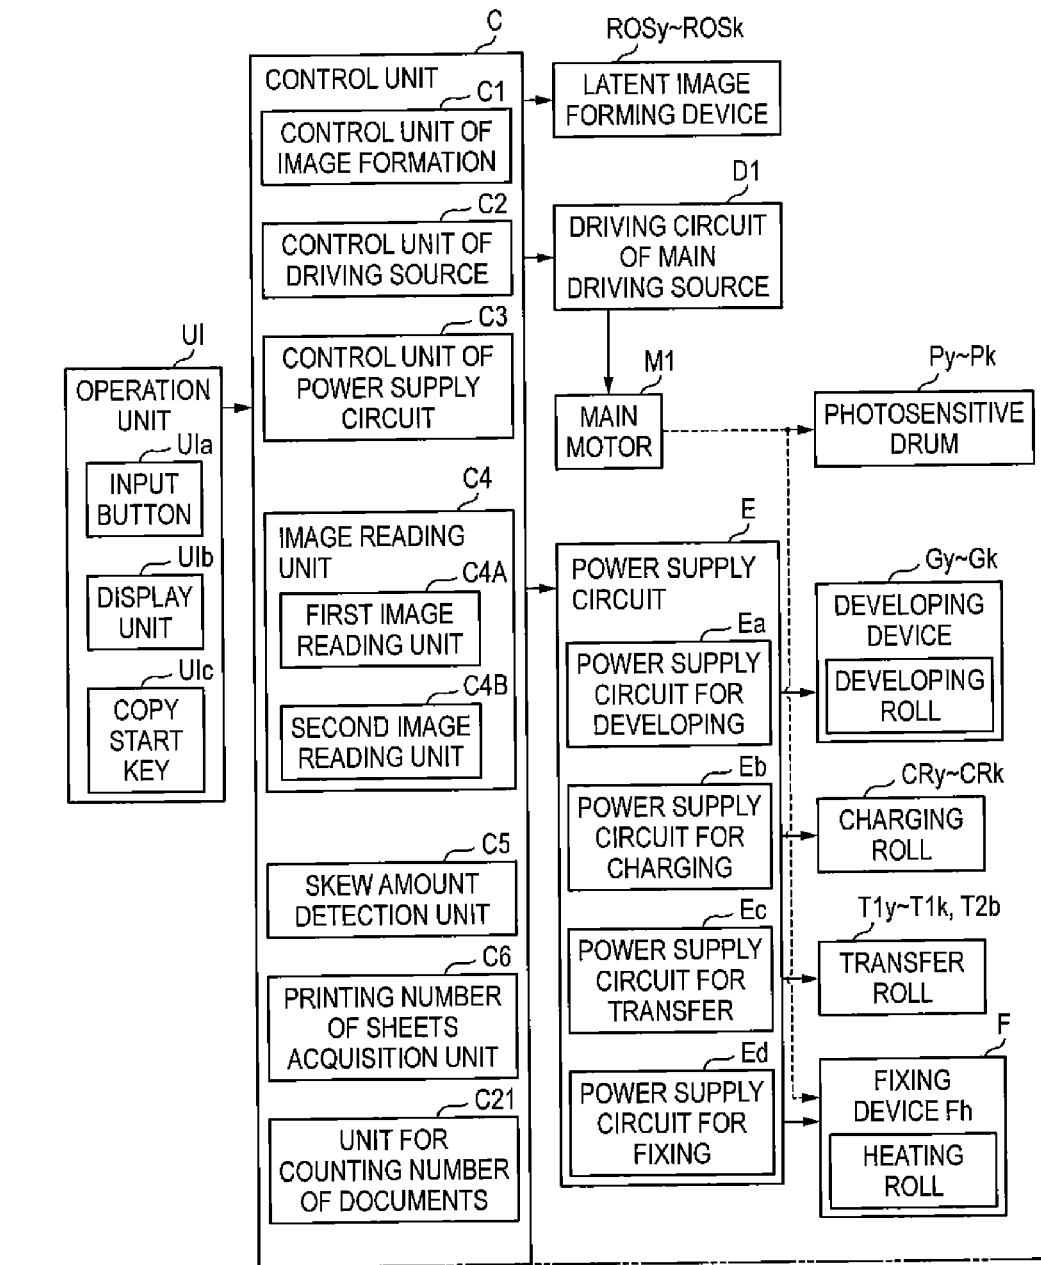 UI
OPERATION
UNIT
UIa
INPUT
BUTTON
UIb
DISPLAY
UNIT
UIc
COPY
START
KEY
C
CONTROL UNIT
C1
CONTROL UNIT OF
IMAGE FORMATION
C2
CONTROL UNIT OF
DRIVING SOURCE
C3
CONTROL UNIT OF
POWER SUPPLY
CIRCUIT
C4
IMAGE READING
UNIT
C4A
FIRST IMAGE
READING UNIT
C4B
SECOND IMAGE
READING UNIT
C5
SKEW AMOUNT
DETECTION UNIT
C6
PRINTING NUMBER
OF SHEETS
ACQUISITION UNIT
C21
UNIT FOR
COUNTING NUMBER
OF DOCUMENTS
ROSy~ROSk
LATENT IMAGE
FORMING DEVICE
D1
DRIVING CIRCUIT
OF MAIN
DRIVING SOURCE
M1
MAIN
MOTOR
Py~Pk
PHOTOSENSITIVE
DRUM
E
POWER SUPPLY
CIRCUIT
Ea
POWER SUPPLY
CIRCUIT FOR
DEVELOPING
Eb
POWER SUPPLY
CIRCUIT FOR
CHARGING
Ec
POWER SUPPLY
CIRCUIT FOR
TRANSFER
Ed
POWER SUPPLY
CIRCUIT FOR
FIXING
Gy~Gk
DEVELOPING
DEVICE
DEVELOPING
ROLL
CRy~CRk
CHARGING
ROLL
T1y~T1k, T2b
TRANSFER
ROLL
F
FIXING
DEVICE Fh
HEATING
ROLL